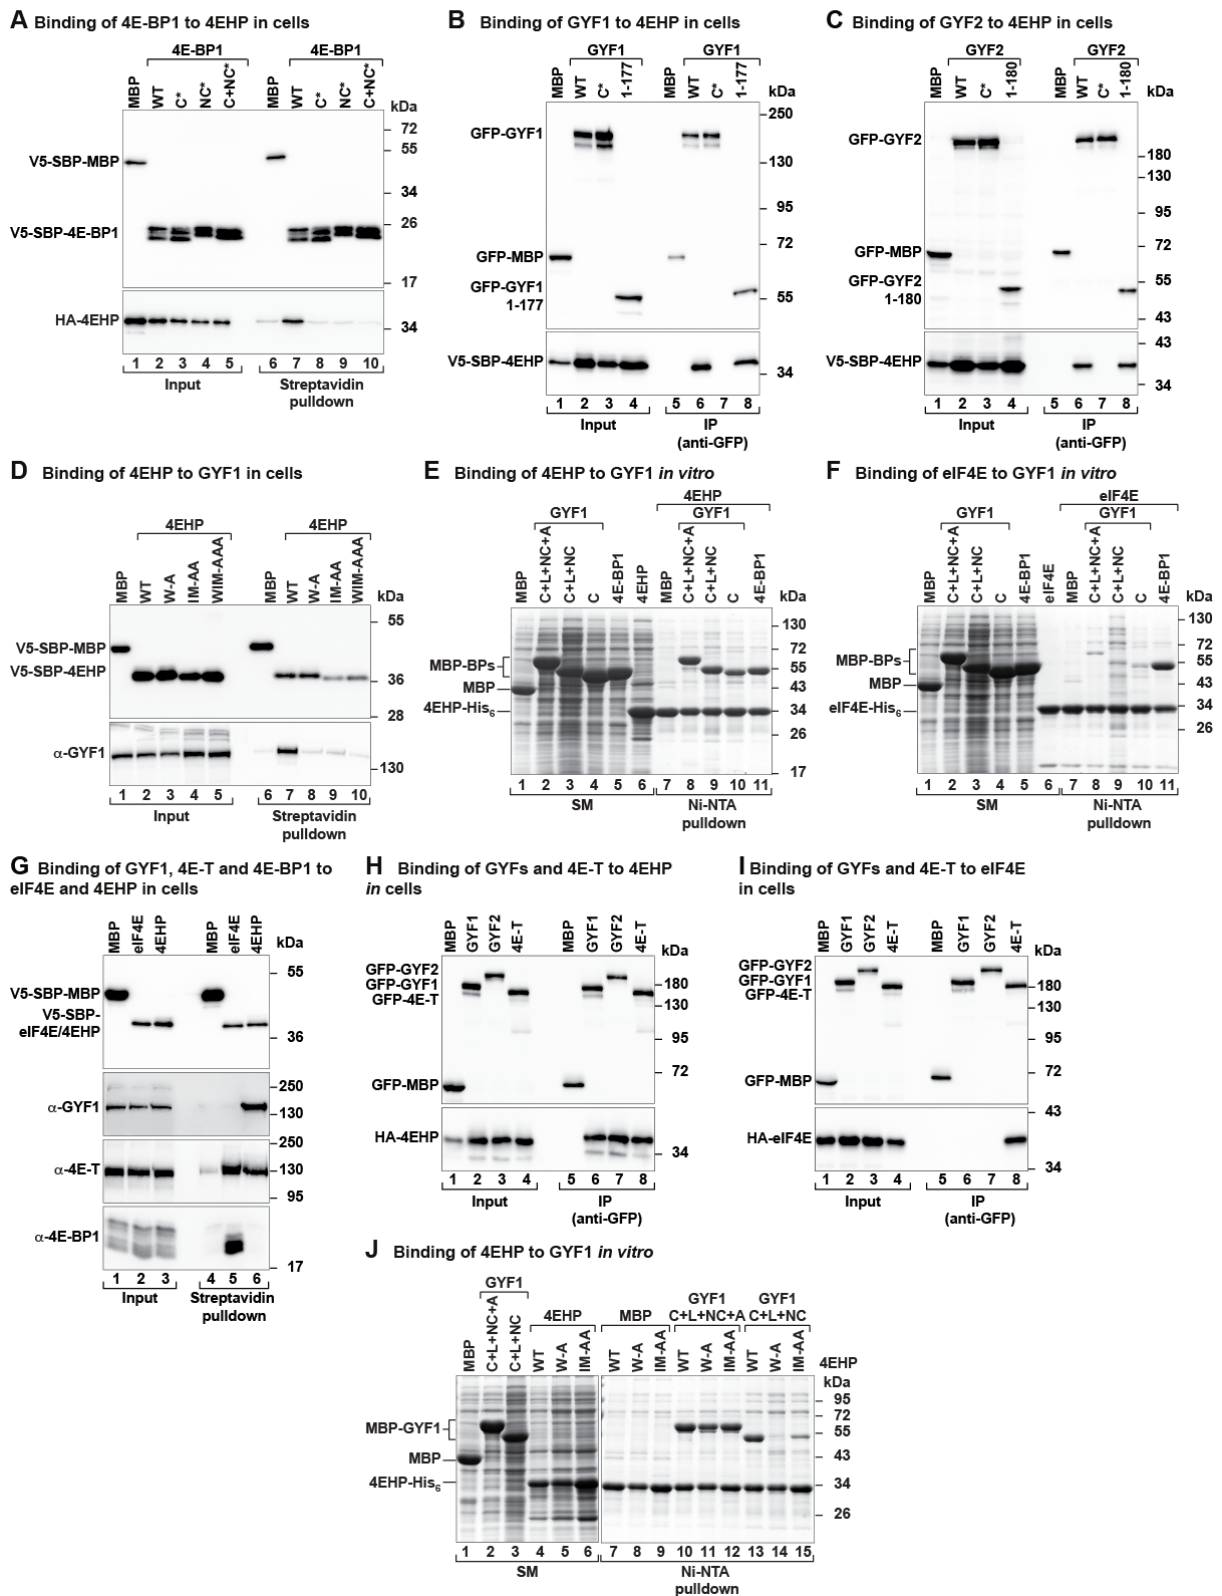 A Binding of 4E-BP1 to 4EHP in cells
4E-BP1
4E-BP1
MBP
WT
C*
NC*
C+NC*
MBP
WT
C*
NC*
C+NC*
kDa
72
55
34
26
17
34
V5-SBP-MBP
V5-SBP-4E-BP1
HA-4EHP
1 2 3 4 5 6 7 8 9 10
Input
Streptavidin
pulldown
B Binding of GYF1 to 4EHP in cells
GYF1
GYF1
MBP
WT
C*
1-177
MBP
WT
C*
1-177
kDa
250
130
95
72
55
34
GFP-GYF1
GFP-MBP
GFP-GYF1
1-177
V5-SBP-4EHP
1 2 3 4 5 6 7 8
Input
IP
(anti-GFP)
C Binding of GYF2 to 4EHP in cells
GYF2
GYF2
MBP
WT
C*
1-180
MBP
WT
C*
1-180
kDa
180
130
95
72
55
43
43
34
GFP-GYF2
GFP-MBP
GFP-GYF2
1-180
V5-SBP-4EHP
1 2 3 4 5 6 7 8
Input
IP
(anti-GFP)
D Binding of 4EHP to GYF1 in cells
4EHP
4EHP
MBP
WT
W-A
IM-AA
WIM-AAA
MBP
WT
W-A
IM-AA
WIM-AAA
kDa
55
36
28
130
V5-SBP-MBP
V5-SBP-4EHP
α-GYF1
1 2 3 4 5 6 7 8 9 10
Input
Streptavidin
pulldown
E Binding of 4EHP to GYF1 in vitro
4EHP
GYF1
GYF1
MBP
C+L+NC+A
C+L+NC
C
4E-BP1
4EHP
MBP
C+L+NC+A
C+L+NC
C
4E-BP1
kDa
130
72
55
43
34
26
17
MBP-BPs
MBP
4EHP-His6
1 2 3 4 5 6 7 8 9 10 11
SM
Ni-NTA
pulldown
F Binding of eIF4E to GYF1 in vitro
eIF4E
GYF1
GYF1
MBP
C+L+NC+A
C+L+NC
C
4E-BP1
eIF4E
MBP
C+L+NC+A
C+L+NC
C
4E-BP1
kDa
130
72
55
43
34
26
MBP-BPs
MBP
eIF4E-His6
1 2 3 4 5 6 7 8 9 10 11
SM
Ni-NTA
pulldown
G Binding of GYF1, 4E-T and 4E-BP1 to
eIF4E and 4EHP in cells
MBP
eIF4E
4EHP
MBP
eIF4E
4EHP
kDa
55
36
250
130
250
130
95
17
V5-SBP-MBP
V5-SBP-
eIF4E/4EHP
α-GYF1
α-4E-T
α-4E-BP1
1 2 3 4 5 6
Input
Streptavidin
pulldown
H Binding of GYFs and 4E-T to 4EHP
in cells
MBP
GYF1
GYF2
4E-T
MBP
GYF1
GYF2
4E-T
kDa
180
130
95
72
34
GFP-GYF2
GFP-GYF1
GFP-4E-T
GFP-MBP
HA-4EHP
1 2 3 4 5 6 7 8
Input
IP
(anti-GFP)
I Binding of GYFs and 4E-T to eIF4E
in cells
MBP
GYF1
GYF2
4E-T
MBP
GYF1
GYF2
4E-T
kDa
180
130
95
72
43
34
GFP-GYF2
GFP-GYF1
GFP-4E-T
GFP-MBP
HA-eIF4E
1 2 3 4 5 6 7 8
Input
IP
(anti-GFP)
J Binding of 4EHP to GYF1 in vitro
GYF1
4EHP
MBP
GYF1
C+L+NC+A
GYF1
C+L+NC
MBP
C+L+NC+A
C+L+NC
WT
W-A
IM-AA
WT
W-A
IM-AA
WT
W-A
IM-AA
WT
W-A
IM-AA
4EHP
kDa
95
72
55
43
34
26
MBP-GYF1
MBP
4EHP-His6
1 2 3 4 5 6 7 8 9 10 11 12 13 14 15
SM
Ni-NTA
pulldown